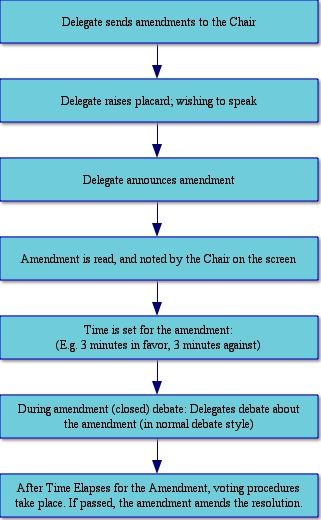 Delegate sends amendments to the Chair
Delegate raises placard; wishing to speak
Delegate announces amendment
Amendment is read, and noted by the Chair on the screen
Time is set for the amendment:
(E.g. 3 minutes in favor, 3 minutes against)
During amendment (closed) debate: Delegates debate about
the amendment (in normal debate style)
After Time Elapses for the Amendment, voting procedures
take place. If passed, the amendment amends the resolution.